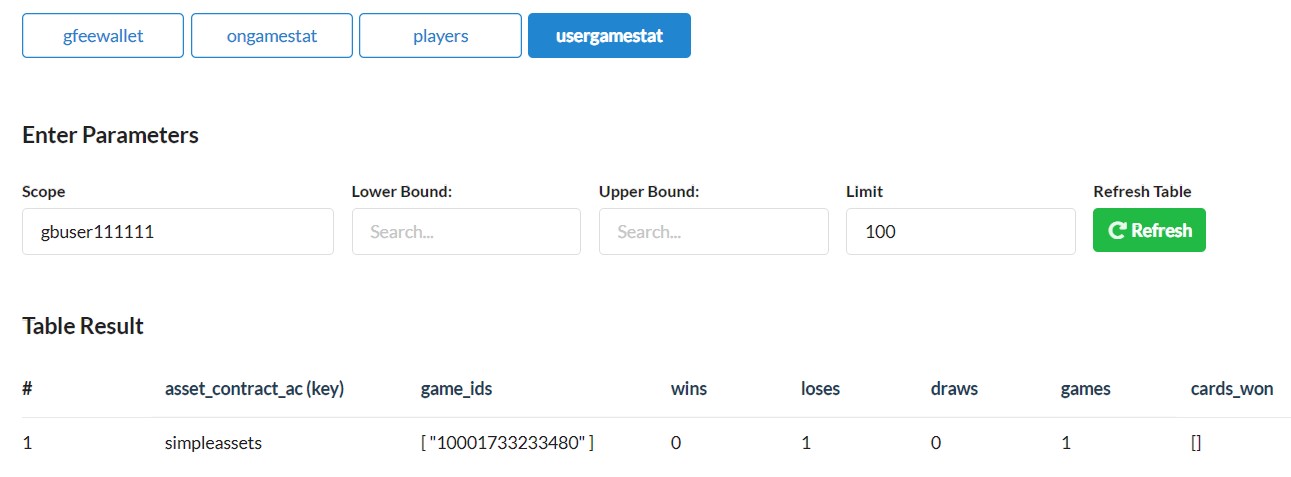 gfeewallet ongamestat players usergamestat
Enter Parameters
Scope Lower Bound: Upper Bound: Limit Refresh Table
gbuser111111 Search... Search... 100 Refresh
Table Result
# asset_contract_ac (key) game_ids wins loses draws games cards_won
1 simpleassets [ "10001733233480" ] 0 1 0 1 []